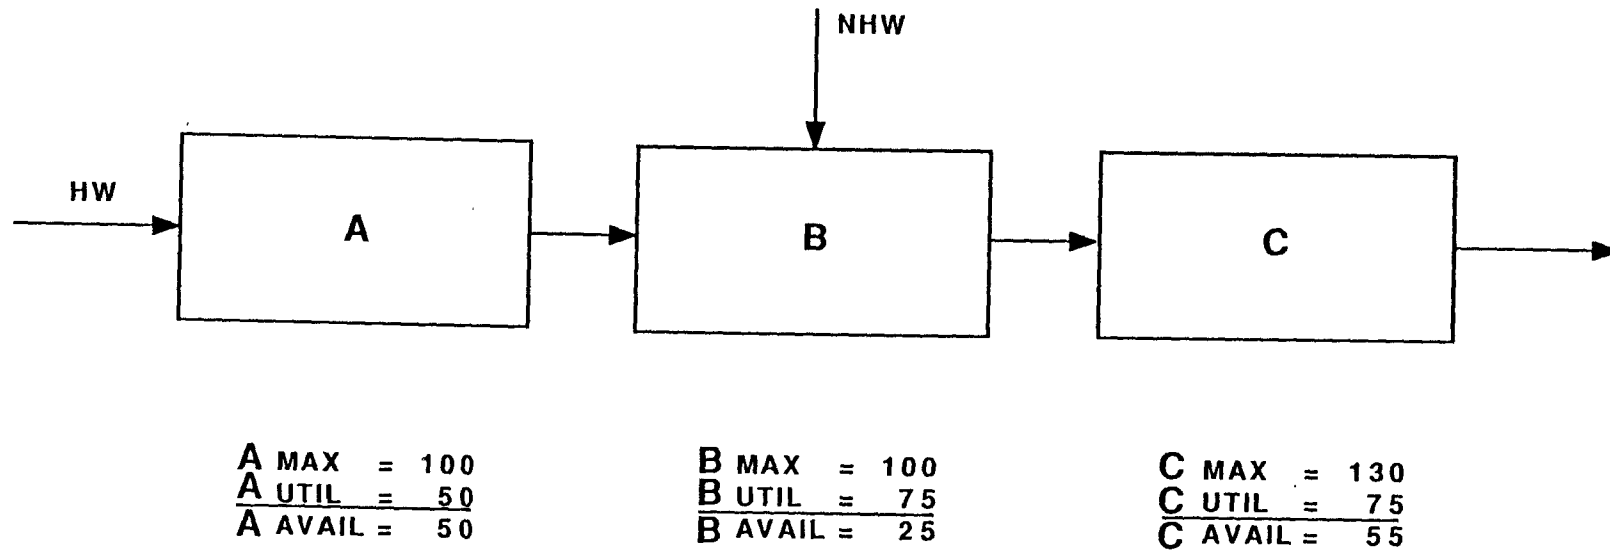 NHW
HW
A
B
C
A MAX = 100
A UTIL = 50
A AVAIL = 50
B MAX = 100
B UTIL = 75
B AVAIL = 25
C MAX = 130
C UTIL = 75
C AVAIL = 55